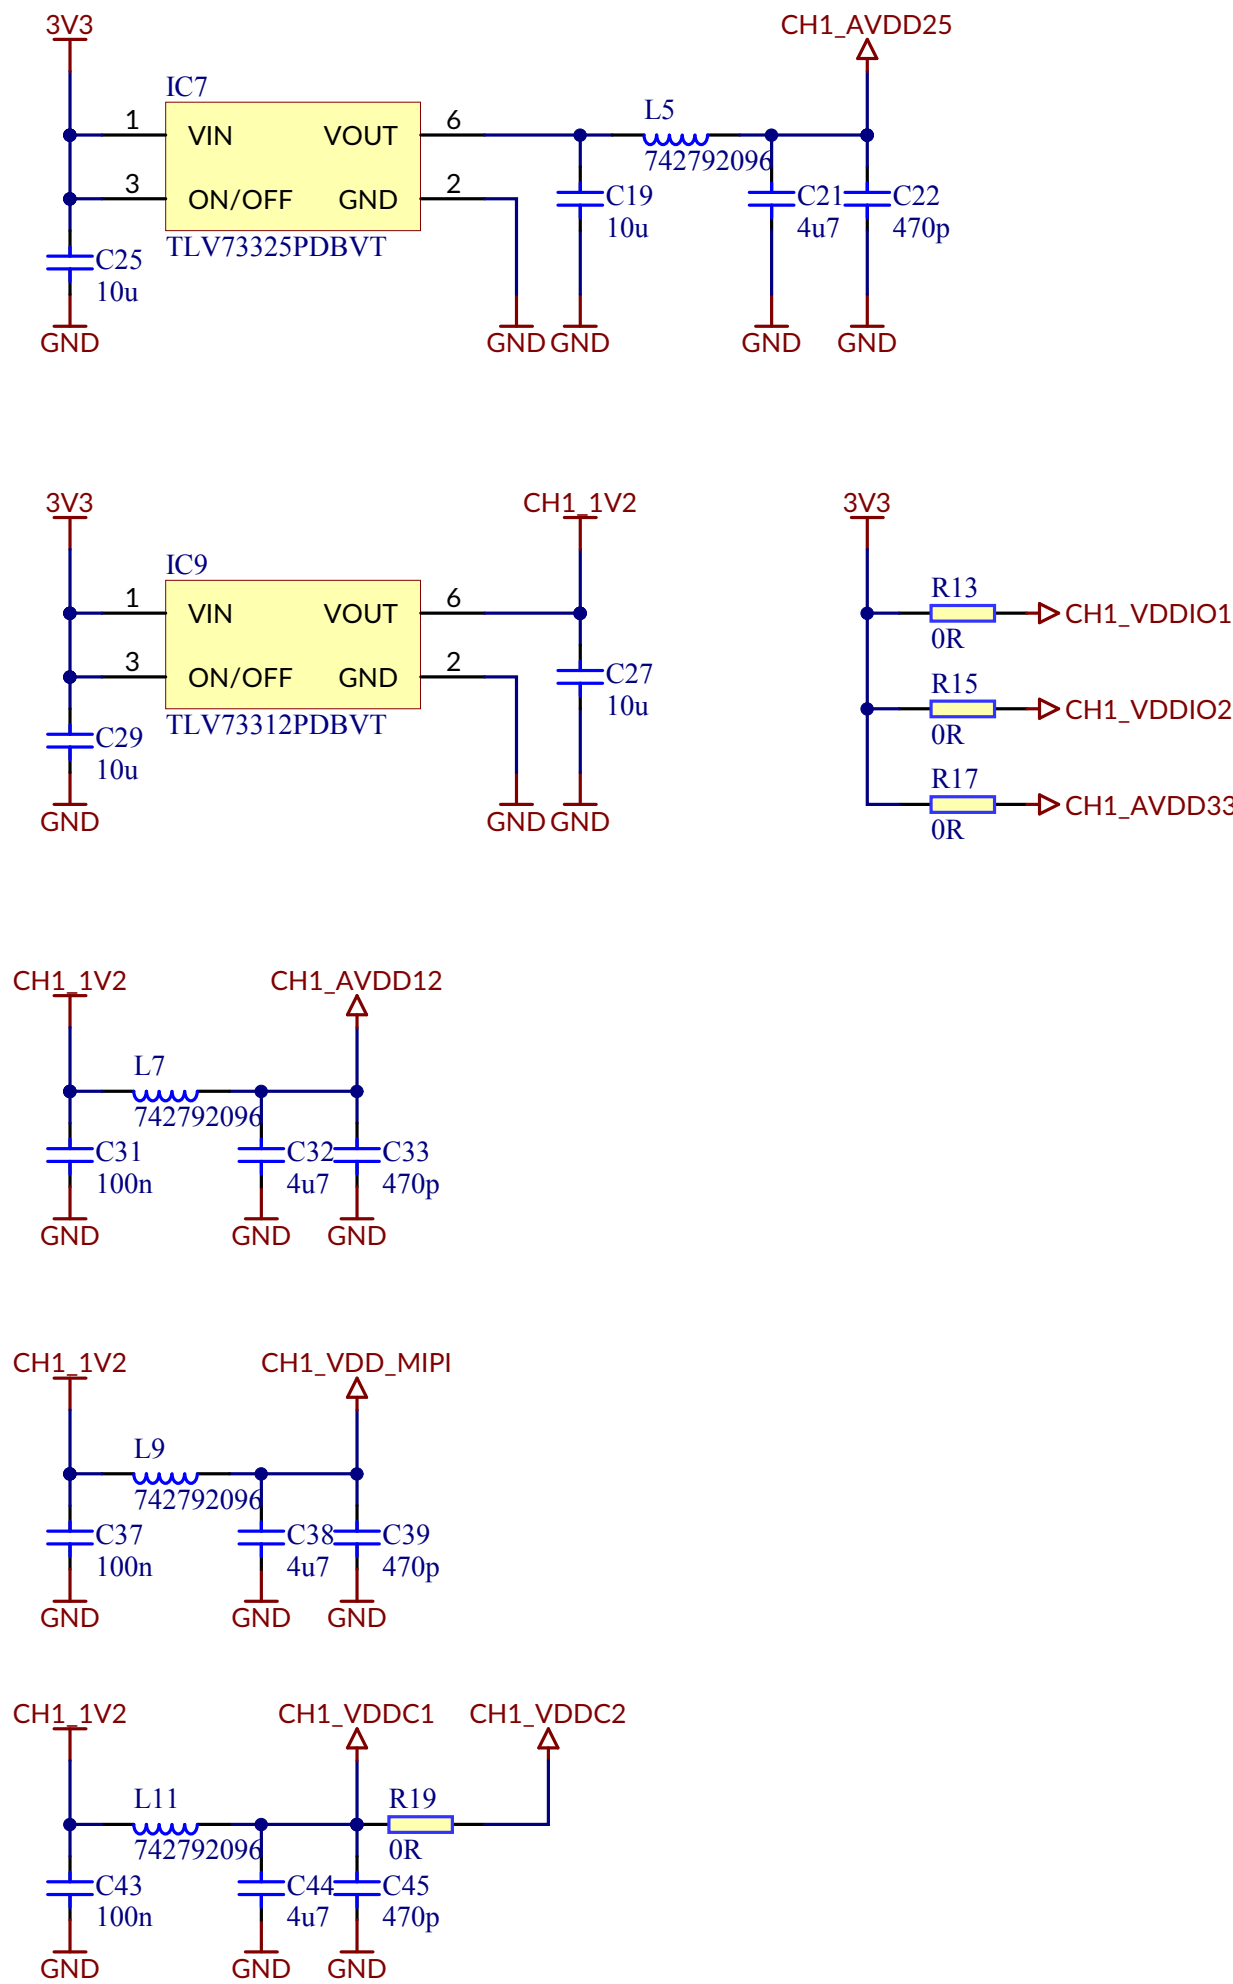 3V3
CH1_AVDD25
IC7
L5
1
VIN
VOUT
6
742792096
3
ON/OFF
GND
2
C19
10u
C21
4u7
C22
470p
TLV73325PDBVT
C25
10u
GND
GND
GND
GND
GND
3V3
CH1_1V2
3V3
IC9
1
VIN
VOUT
6
3
ON/OFF
GND
2
TLV73312PDBVT
C27
10u
C29
10u
GND
GND
GND
R13
0R
CH1_VDDIO1
R15
0R
CH1_VDDIO2
R17
0R
CH1_AVDD33
CH1_1V2
CH1_AVDD12
L7
742792096
C31
100n
C32
4u7
C33
470p
GND
GND
GND
CH1_1V2
CH1_VDD_MIPI
L9
742792096
C37
100n
C38
4u7
C39
470p
GND
GND
GND
CH1_1V2
CH1_VDDC1
CH1_VDDC2
L11
742792096
R19
0R
C43
100n
C44
4u7
C45
470p
GND
GND
GND